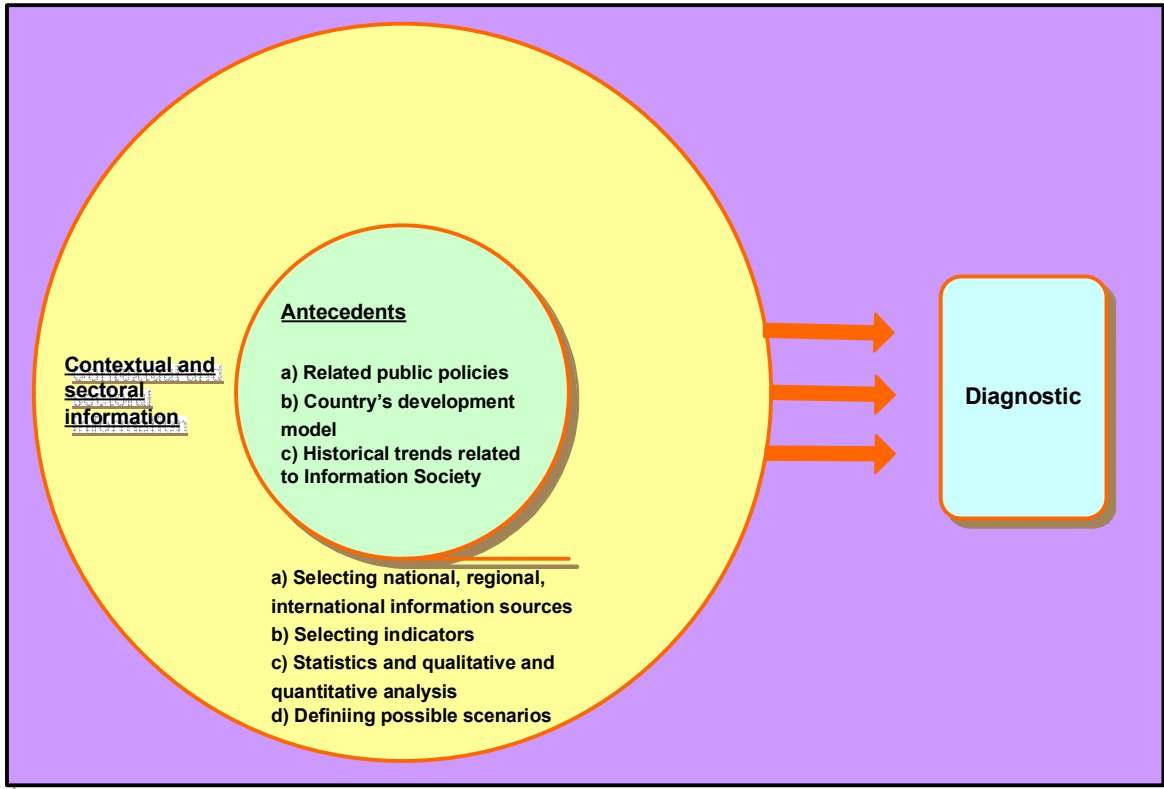 Antecedents
a) Related public policies
b) Country’s development
model
c) Historical trends related
to Information Society
Contextual and
sectoral
information
a) Selecting national, regional,
international information sources
b) Selecting indicators
c) Statistics and qualitative and
quantitative analysis
d) Definiing possible scenarios
Diagnostic